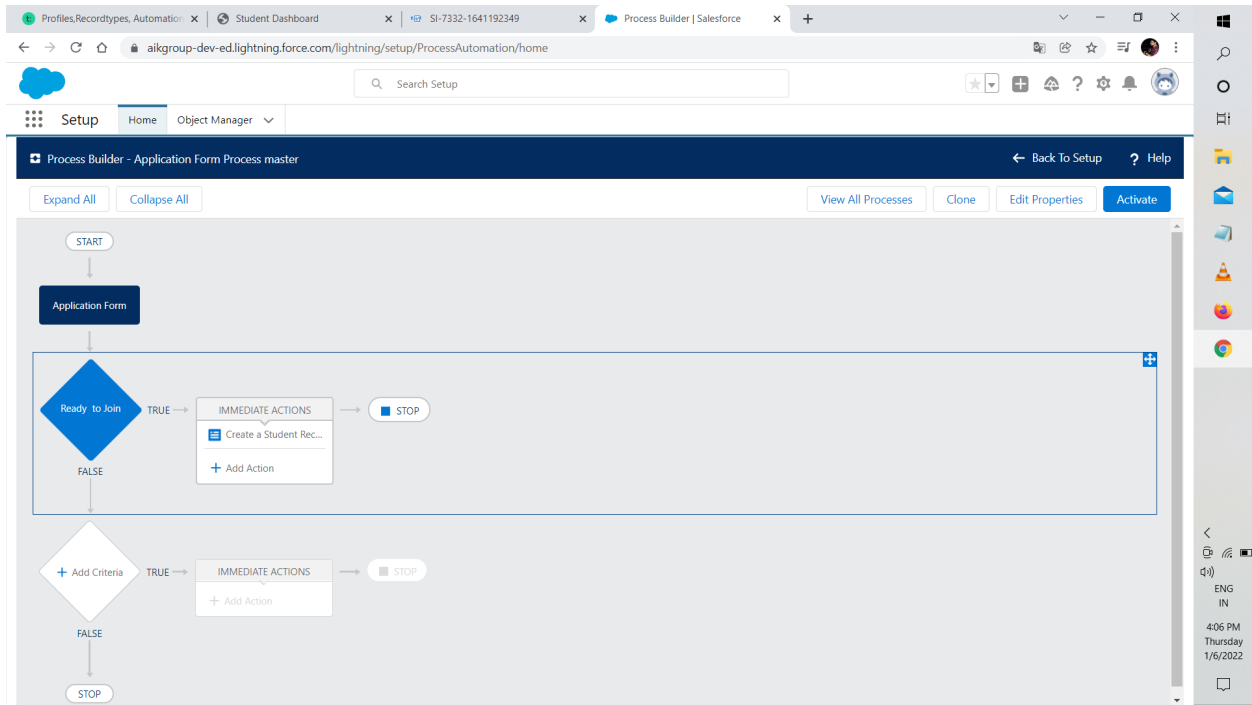 Profiles,Recordtypes, Automation
Student Dashboard
SI-7332-1641192349
Process Builder | Salesforce
aikgroup-dev-ed.lightning.force.com/lightning/setup/ProcessAutomation/home
Search Setup
Setup
Home
Object Manager
Process Builder - Application Form Process master
Back To Setup
? Help
Expand All
Collapse All
View All Processes
Clone
Edit Properties
Activate
START
Application Form
Ready to Join
TRUE
IMMEDIATE ACTIONS
STOP
Create a Student Rec...
+ Add Action
FALSE
+ Add Criteria
TRUE
IMMEDIATE ACTIONS
STOP
+ Add Action
FALSE
STOP
ENG
IN
4:06 PM
Thursday
1/6/2022